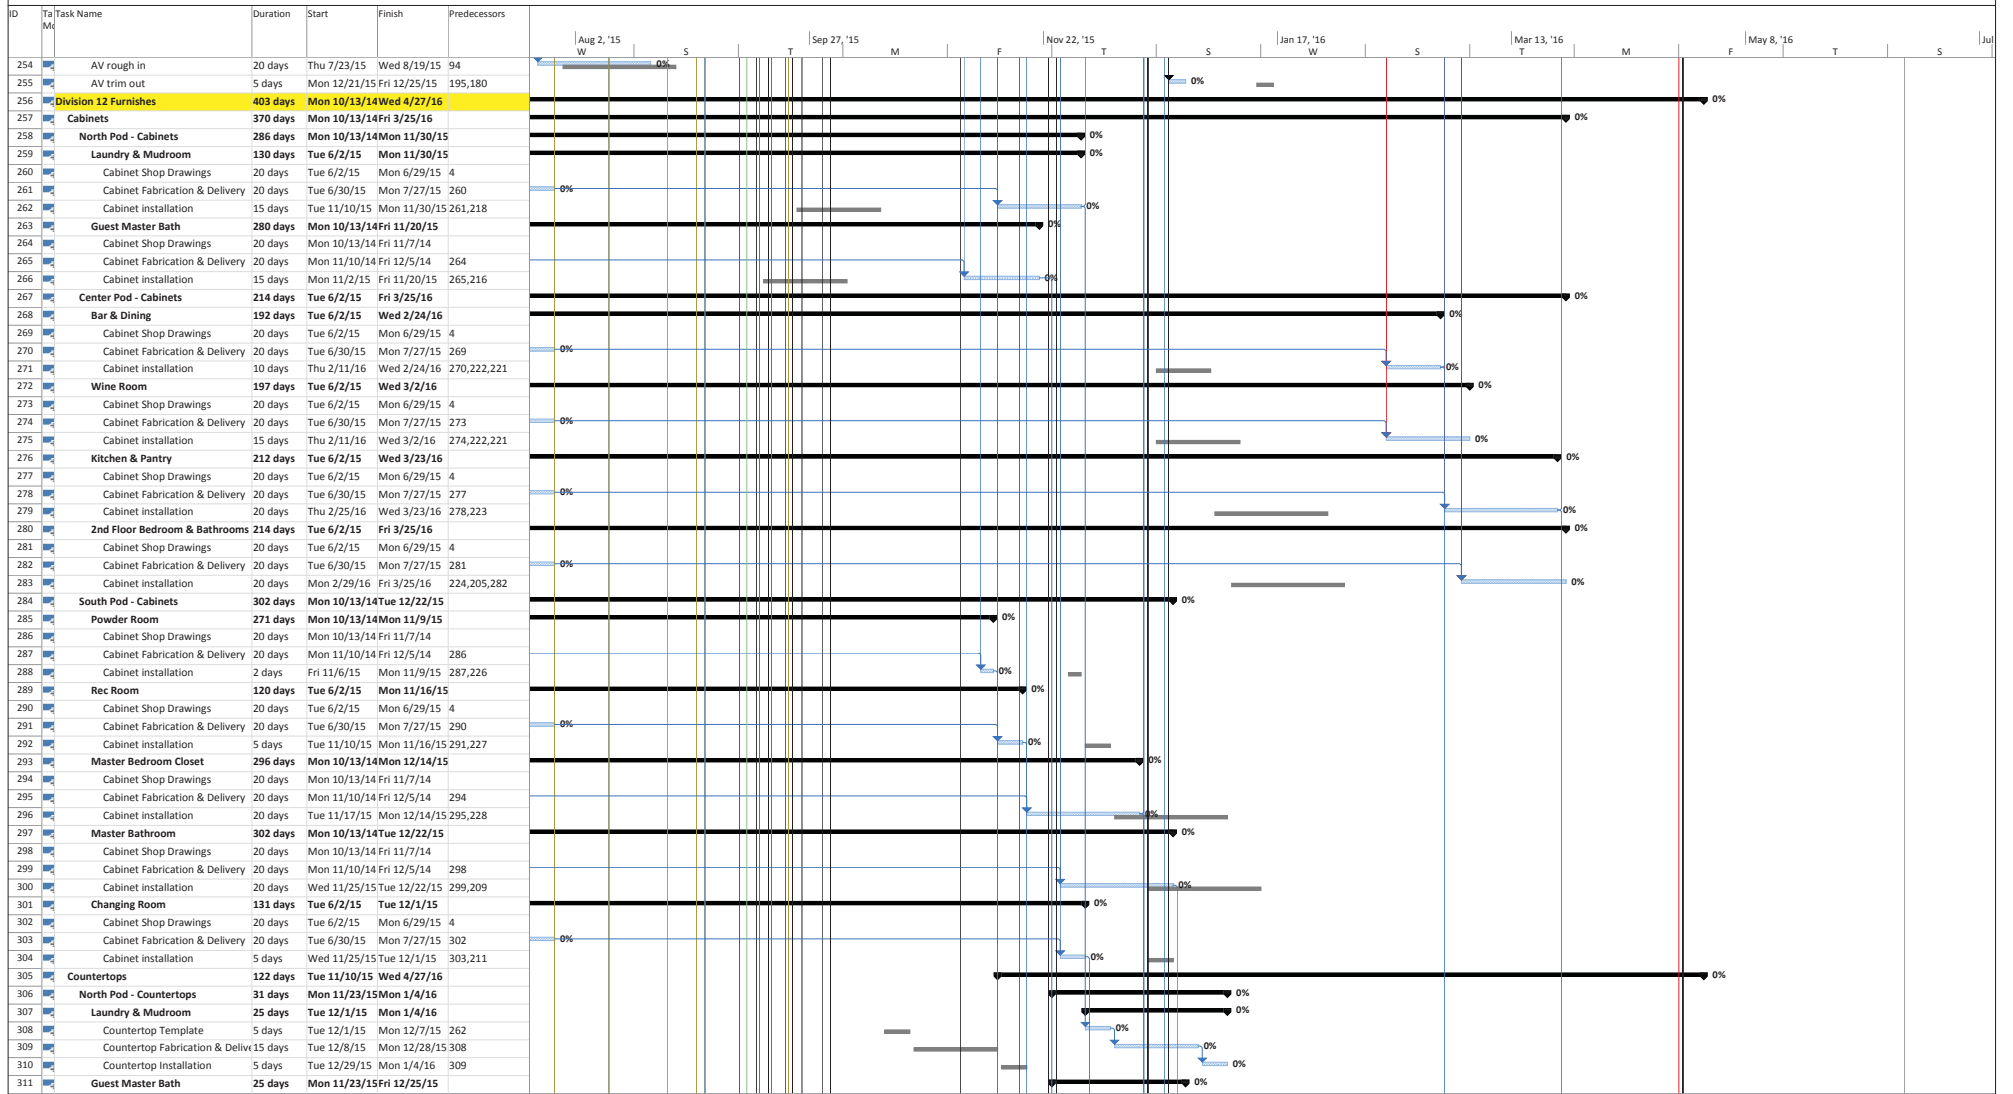 ID Ta Task Name Duration Start Finish Predecessors
Mo
Aug 2, '15 Sep 27, '15 Nov 22, '15 Jan 17, '16 Mar 13, '16 May 8, '16 Jul
W S T M F T S W S T M F T S
254 AV rough in 20 days Thu 7/23/15 Wed 8/19/15 94 0%
255 AV trim out 5 days Mon 12/21/15 Fri 12/25/15 195,180 0%
256 Division 12 Furnishes 403 days Mon 10/13/14 Wed 4/27/16 0%
257 Cabinets 370 days Mon 10/13/14 Fri 3/25/16 0%
258 North Pod - Cabinets 286 days Mon 10/13/14 Mon 11/30/15 0%
259 Laundry & Mudroom 130 days Tue 6/2/15 Mon 11/30/15 0%
260 Cabinet Shop Drawings 20 days Tue 6/2/15 Mon 6/29/15 4
261 Cabinet Fabrication & Delivery 20 days Tue 6/30/15 Mon 7/27/15 260 0%
262 Cabinet installation 15 days Tue 11/10/15 Mon 11/30/15 261,218 0%
263 Guest Master Bath 280 days Mon 10/13/14 Fri 11/20/15 0%
264 Cabinet Shop Drawings 20 days Mon 10/13/14 Fri 11/7/14
265 Cabinet Fabrication & Delivery 20 days Mon 11/10/14 Fri 12/5/14 264
266 Cabinet installation 15 days Mon 11/2/15 Fri 11/20/15 265,216 0%
267 Center Pod - Cabinets 214 days Tue 6/2/15 Fri 3/25/16 0%
268 Bar & Dining 192 days Tue 6/2/15 Wed 2/24/16 0%
269 Cabinet Shop Drawings 20 days Tue 6/2/15 Mon 6/29/15 4
270 Cabinet Fabrication & Delivery 20 days Tue 6/30/15 Mon 7/27/15 269 0%
271 Cabinet installation 10 days Thu 2/11/16 Wed 2/24/16 270,222,221 0%
272 Wine Room 197 days Tue 6/2/15 Wed 3/2/16 0%
273 Cabinet Shop Drawings 20 days Tue 6/2/15 Mon 6/29/15 4
274 Cabinet Fabrication & Delivery 20 days Tue 6/30/15 Mon 7/27/15 273 0%
275 Cabinet installation 15 days Thu 2/11/16 Wed 3/2/16 274,222,221 0%
276 Kitchen & Pantry 212 days Tue 6/2/15 Wed 3/23/16 0%
277 Cabinet Shop Drawings 20 days Tue 6/2/15 Mon 6/29/15 4
278 Cabinet Fabrication & Delivery 20 days Tue 6/30/15 Mon 7/27/15 277 0%
279 Cabinet installation 20 days Thu 2/25/16 Wed 3/23/16 278,223 0%
280 2nd Floor Bedroom & Bathrooms 214 days Tue 6/2/15 Fri 3/25/16 0%
281 Cabinet Shop Drawings 20 days Tue 6/2/15 Mon 6/29/15 4
282 Cabinet Fabrication & Delivery 20 days Tue 6/30/15 Mon 7/27/15 281 0%
283 Cabinet installation 20 days Mon 2/29/16 Fri 3/25/16 224,205,282 0%
284 South Pod - Cabinets 302 days Mon 10/13/14 Tue 12/22/15 0%
285 Powder Room 271 days Mon 10/13/14 Mon 11/9/15 0%
286 Cabinet Shop Drawings 20 days Mon 10/13/14 Fri 11/7/14
287 Cabinet Fabrication & Delivery 20 days Mon 11/10/14 Fri 12/5/14 286
288 Cabinet installation 2 days Fri 11/6/15 Mon 11/9/15 287,226 0%
289 Rec Room 120 days Tue 6/2/15 Mon 11/16/15 0%
290 Cabinet Shop Drawings 20 days Tue 6/2/15 Mon 6/29/15 4
291 Cabinet Fabrication & Delivery 20 days Tue 6/30/15 Mon 7/27/15 290 0%
292 Cabinet installation 5 days Tue 11/10/15 Mon 11/16/15 291,227 0%
293 Master Bedroom Closet 296 days Mon 10/13/14 Mon 12/14/15 0%
294 Cabinet Shop Drawings 20 days Mon 10/13/14 Fri 11/7/14
295 Cabinet Fabrication & Delivery 20 days Mon 11/10/14 Fri 12/5/14 294
296 Cabinet installation 20 days Tue 11/17/15 Mon 12/14/15 295,228 0%
297 Master Bathroom 302 days Mon 10/13/14 Tue 12/22/15 0%
298 Cabinet Shop Drawings 20 days Mon 10/13/14 Fri 11/7/14
299 Cabinet Fabrication & Delivery 20 days Mon 11/10/14 Fri 12/5/14 298
300 Cabinet installation 20 days Wed 11/25/15 Tue 12/22/15 299,209 0%
301 Changing Room 131 days Tue 6/2/15 Tue 12/1/15 0%
302 Cabinet Shop Drawings 20 days Tue 6/2/15 Mon 6/29/15 4
303 Cabinet Fabrication & Delivery 20 days Tue 6/30/15 Mon 7/27/15 302 0%
304 Cabinet installation 5 days Wed 11/25/15 Tue 12/1/15 303,211 0%
305 Countertops 122 days Tue 11/10/15 Wed 4/27/16 0%
306 North Pod - Countertops 31 days Mon 11/23/15 Mon 1/4/16 0%
307 Laundry & Mudroom 25 days Tue 12/1/15 Mon 1/4/16 0%
308 Countertop Template 5 days Tue 12/1/15 Mon 12/7/15 262 0%
309 Countertop Fabrication & Delive 15 days Tue 12/8/15 Mon 12/28/15 308 0%
310 Countertop Installation 5 days Tue 12/29/15 Mon 1/4/16 309 0%
311 Guest Master Bath 25 days Mon 11/23/15 Fri 12/25/15 0%